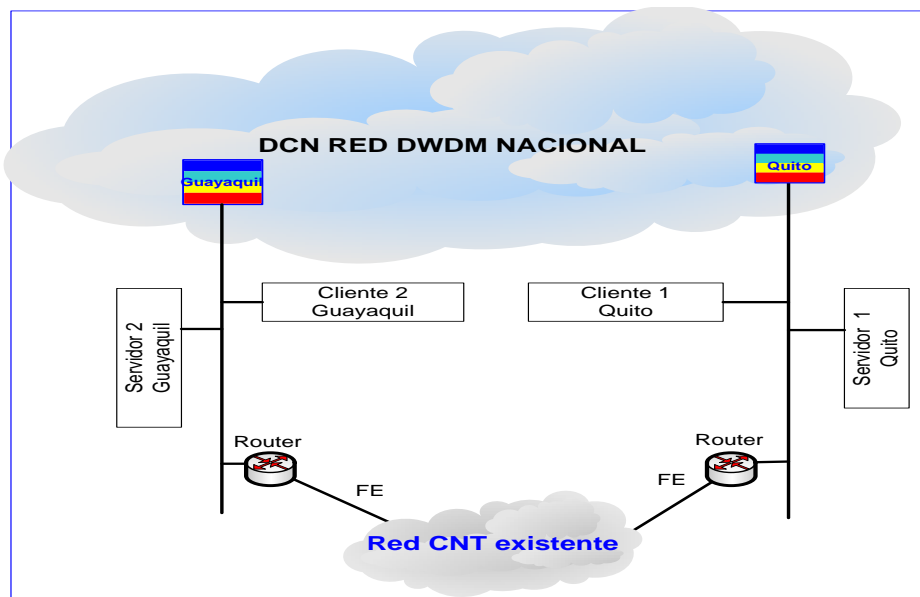 DCN RED DWDM NACIONAL
Guayaquil
Quito
Cliente 2
Guayaquil
Cliente 1
Quito
Servidor 2
Guayaquil
Servidor 1
Quito
Router
Router
FE
FE
Red CNT existente